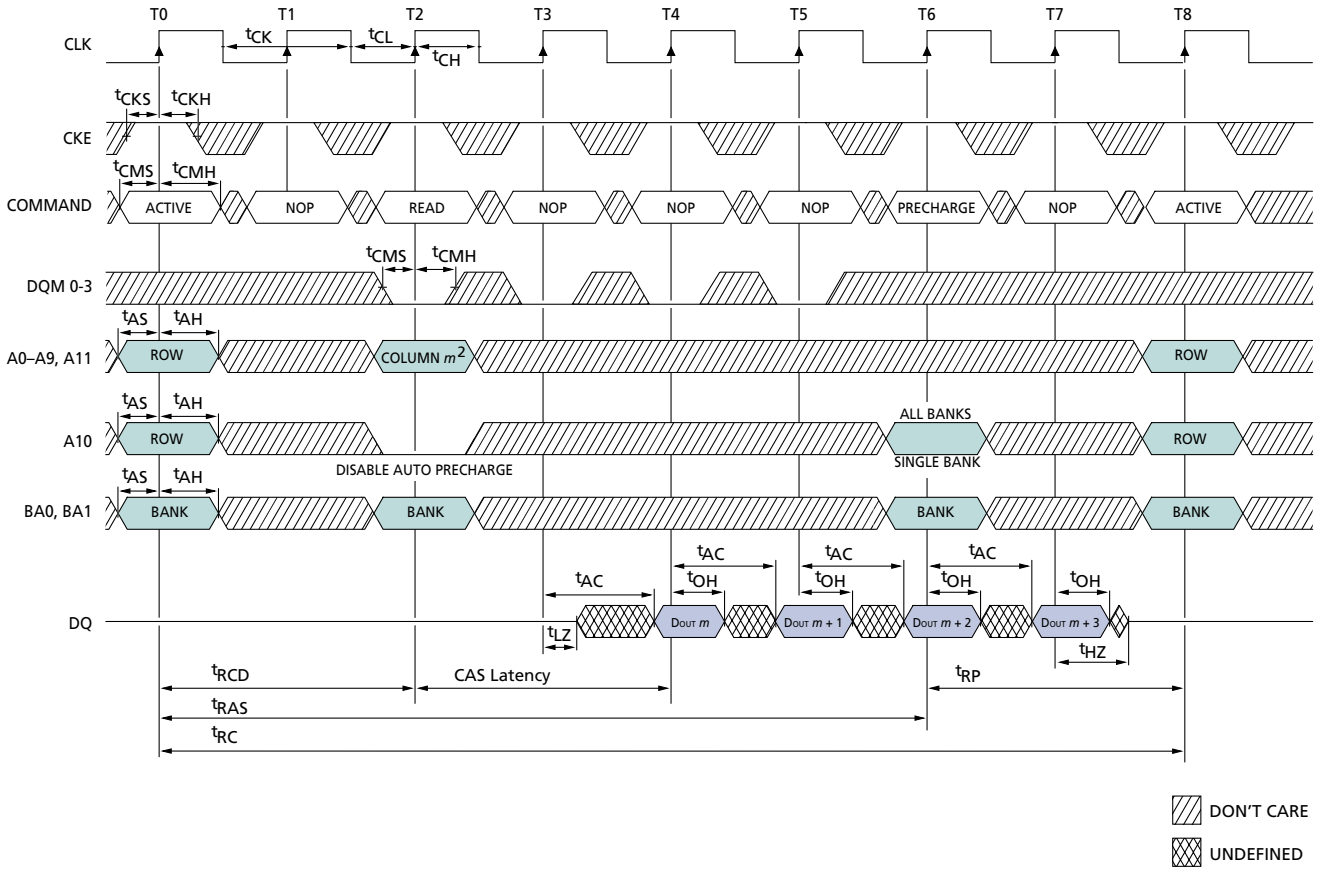 T0 T1 T2 T3 T4 T5 T6 T7 T8
CLK
tCK tCL
tCH
tCKS tCKH
CKE
tCMS tCMH
COMMAND ACTIVE NOP READ NOP NOP NOP PRECHARGE NOP ACTIVE
tCMS tCMH
DQM 0-3
tAS tAH
A0–A9, A11 ROW COLUMN m2 ROW
tAS tAH
ALL BANKS
A10 ROW ROW
DISABLE AUTO PRECHARGE SINGLE BANK
tAS tAH
BA0, BA1 BANK BANK BANK BANK
tAC tAC tAC
tAC tOH tOH tOH tOH
DQ DOUT m DOUT m + 1 DOUT m + 2 DOUT m + 3
tLZ tHZ
tRCD CAS Latency tRP
tRAS
tRC
DON'T CARE
UNDEFINED